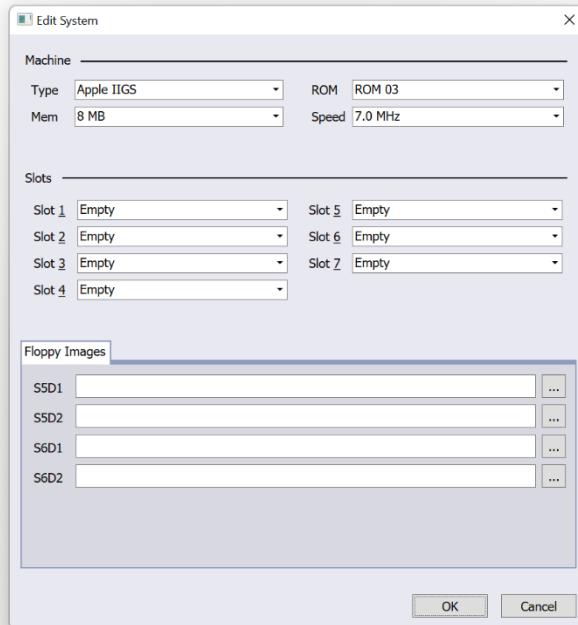 Edit System
Machine
Type Apple IIGS ROM ROM 03
Mem 8 MB Speed 7.0 MHz
Slots
Slot 1 Empty Slot 5 Empty
Slot 2 Empty Slot 6 Empty
Slot 3 Empty Slot 7 Empty
Slot 4 Empty
Floppy Images
S5D1 ...
S5D2 ...
S6D1 ...
S6D2 ...
OK Cancel